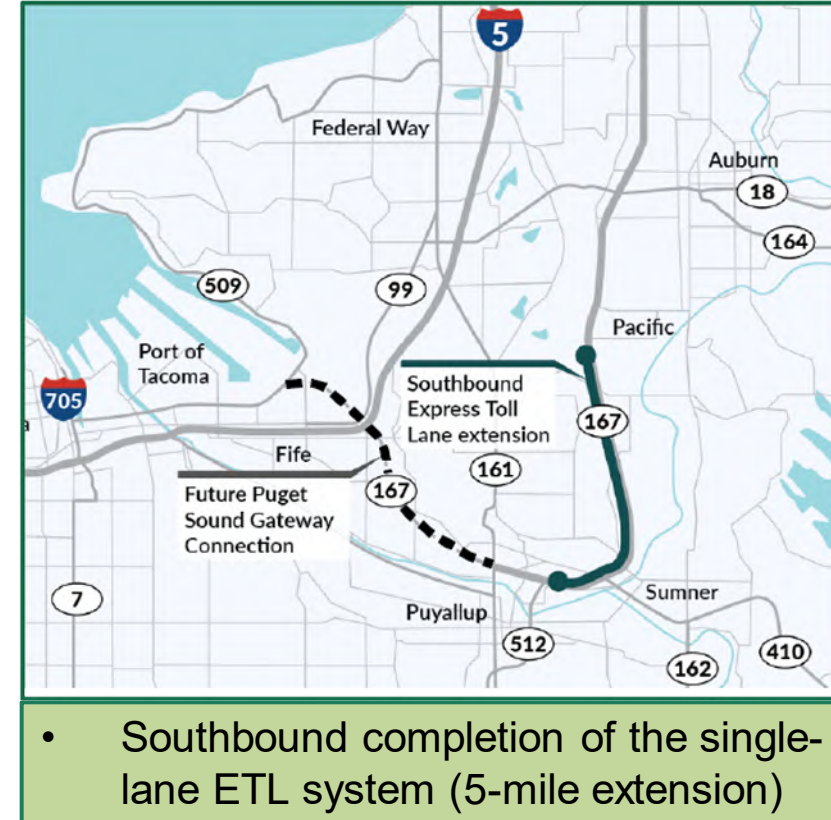 5
Federal Way
Auburn
18
164
509
99
Pacific
Port of
Tacoma
Southbound
Express Toll
Lane extension
705
167
a
Fife
161
Future Puget
Sound Gateway
Connection
167
7
Sumner
Puyallup
512
410
162
• Southbound completion of the single-
lane ETL system (5-mile extension)